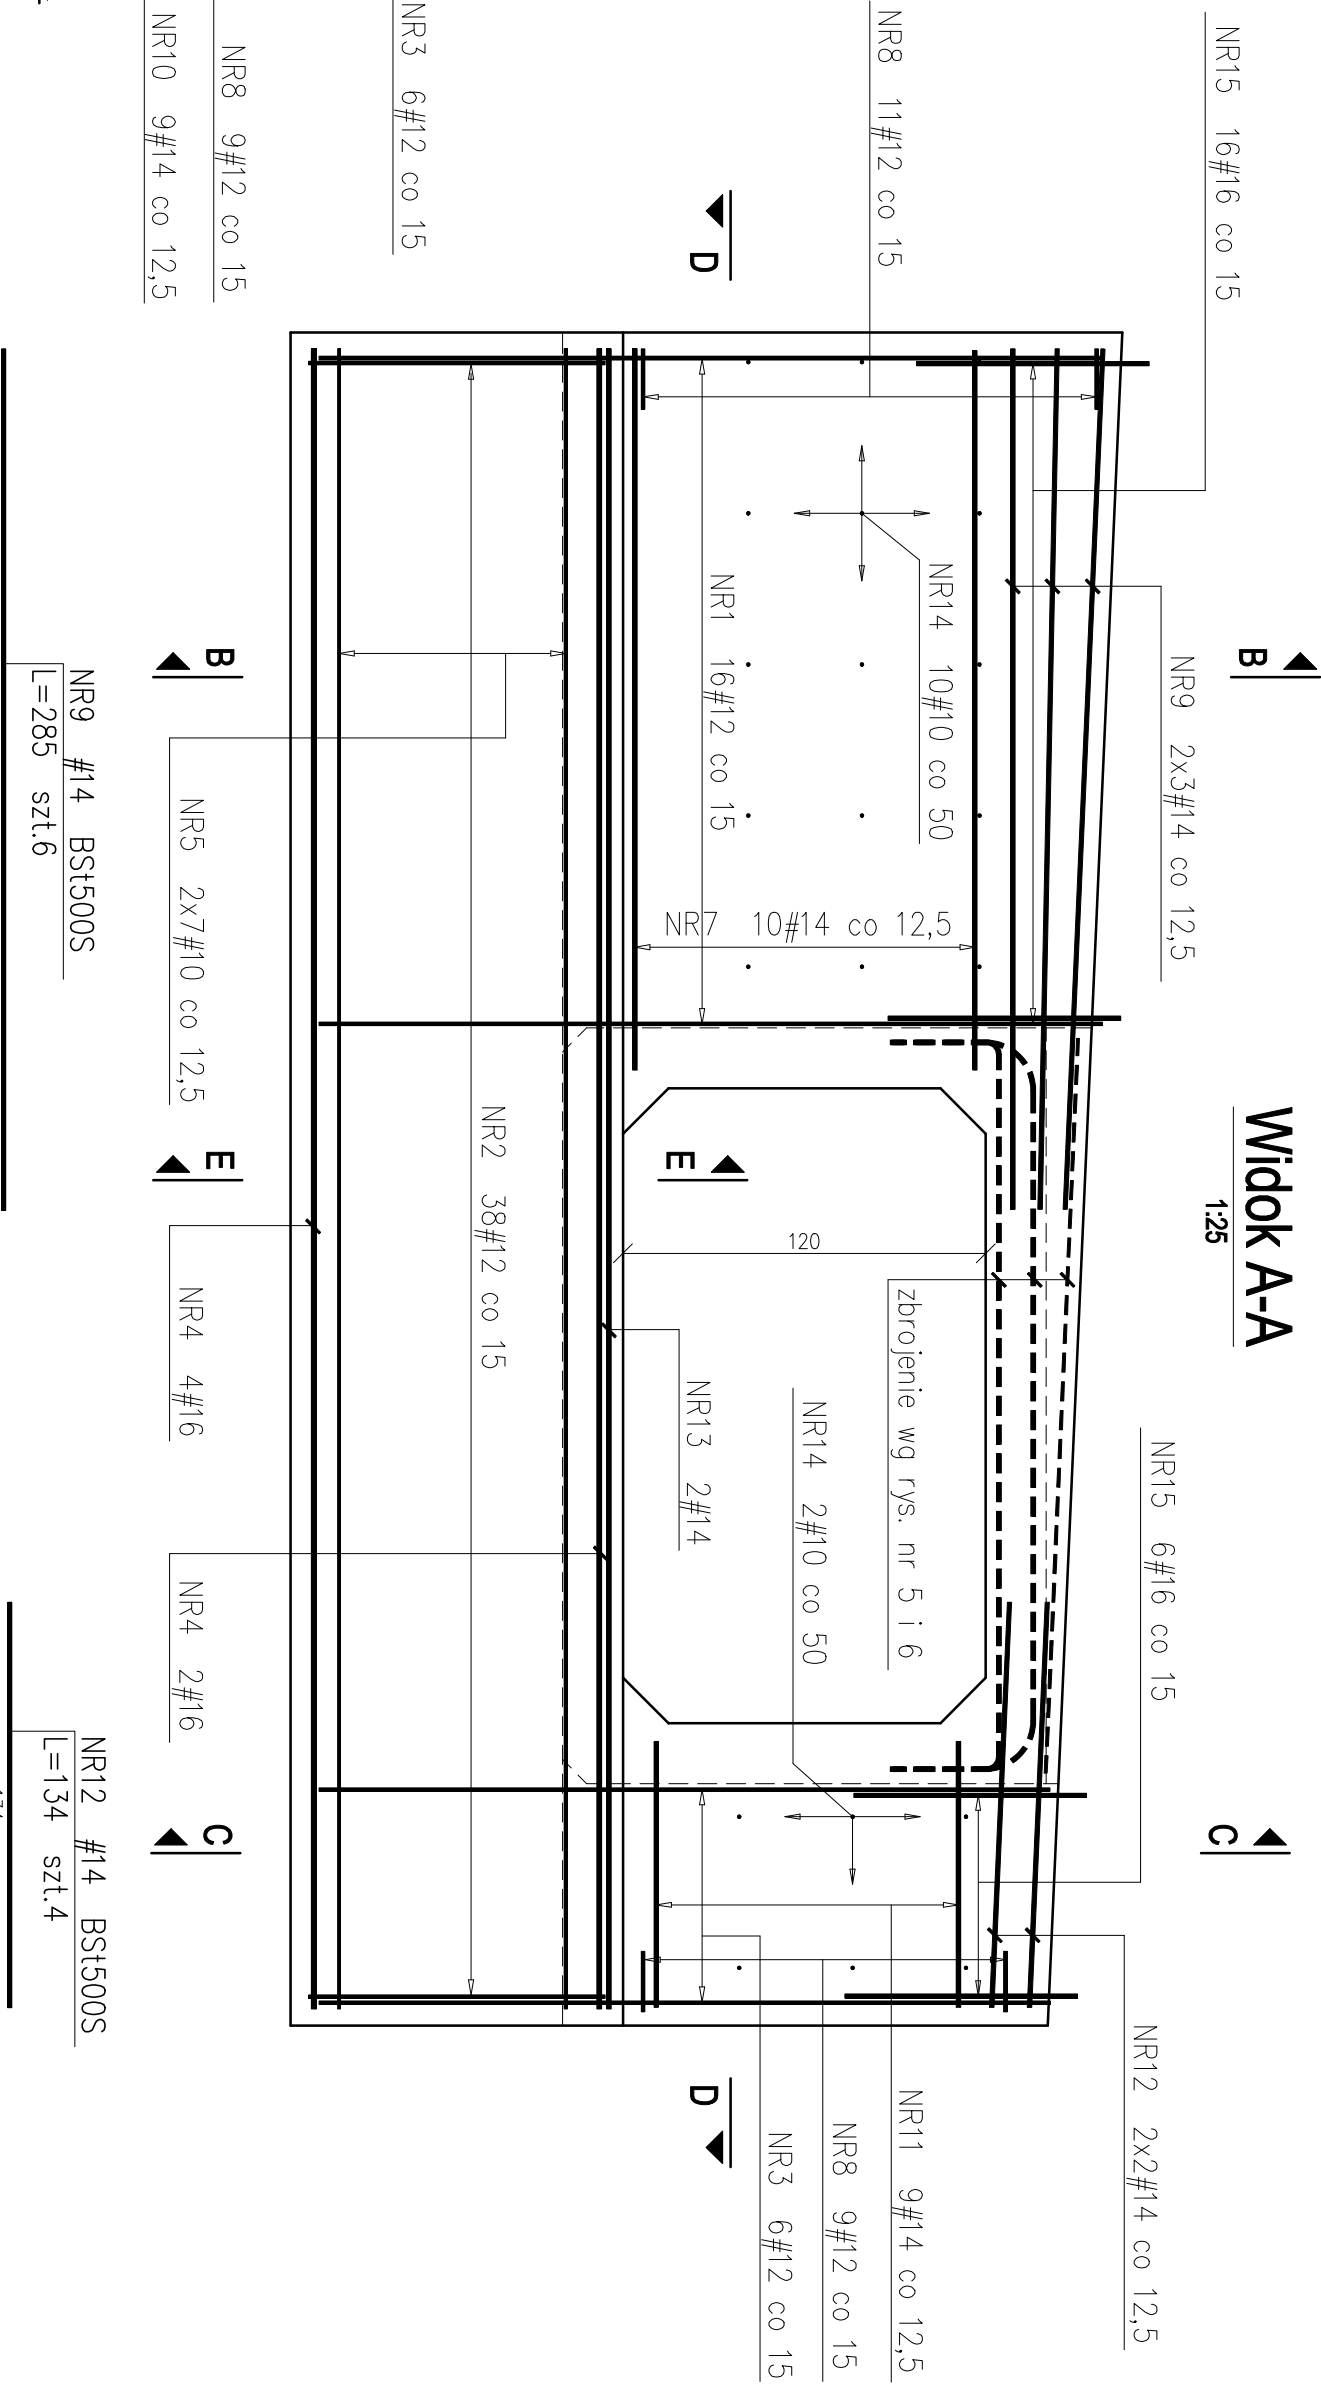 Widok A-A
1:25
NR15 16#16 co 15
NR8 11#12 co 15
NR3 6#12 co 15
NR8 9#12 co 15
NR10 9#14 co 12,5
D
B
NR9 2x3#14 co 12,5
NR14 10#10 co 50
NR1 16#12 co 15
NR7 10#14 co 12,5
B
NR5 2x7#10 co 12,5
NR9 #14 BSt500S
L=285 szt.6
NR2 38#12 co 15
E
E
120
zbrojenie wg rys. nr 5 i 6
NR14 2#10 co 50
NR13 2#14
NR4 4#16
NR4 2#16
NR15 6#16 co 15
C
C
NR12 #14 BSt500S
L=134 szt.4
NR12 2x2#14 co 12,5
D
NR11 9#14 co 12,5
NR8 9#12 co 15
NR3 6#12 co 15